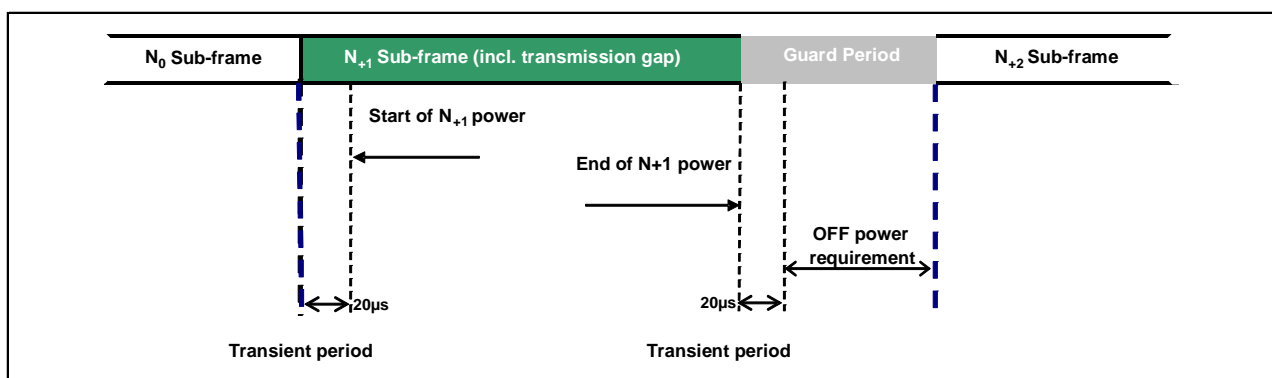 N0 Sub-frame
N+1 Sub-frame (incl. transmission gap)
Guard Period
N+2 Sub-frame
Start of N+1 power
End of N+1 power
OFF power
requirement
20µs
20µs
Transient period
Transient period